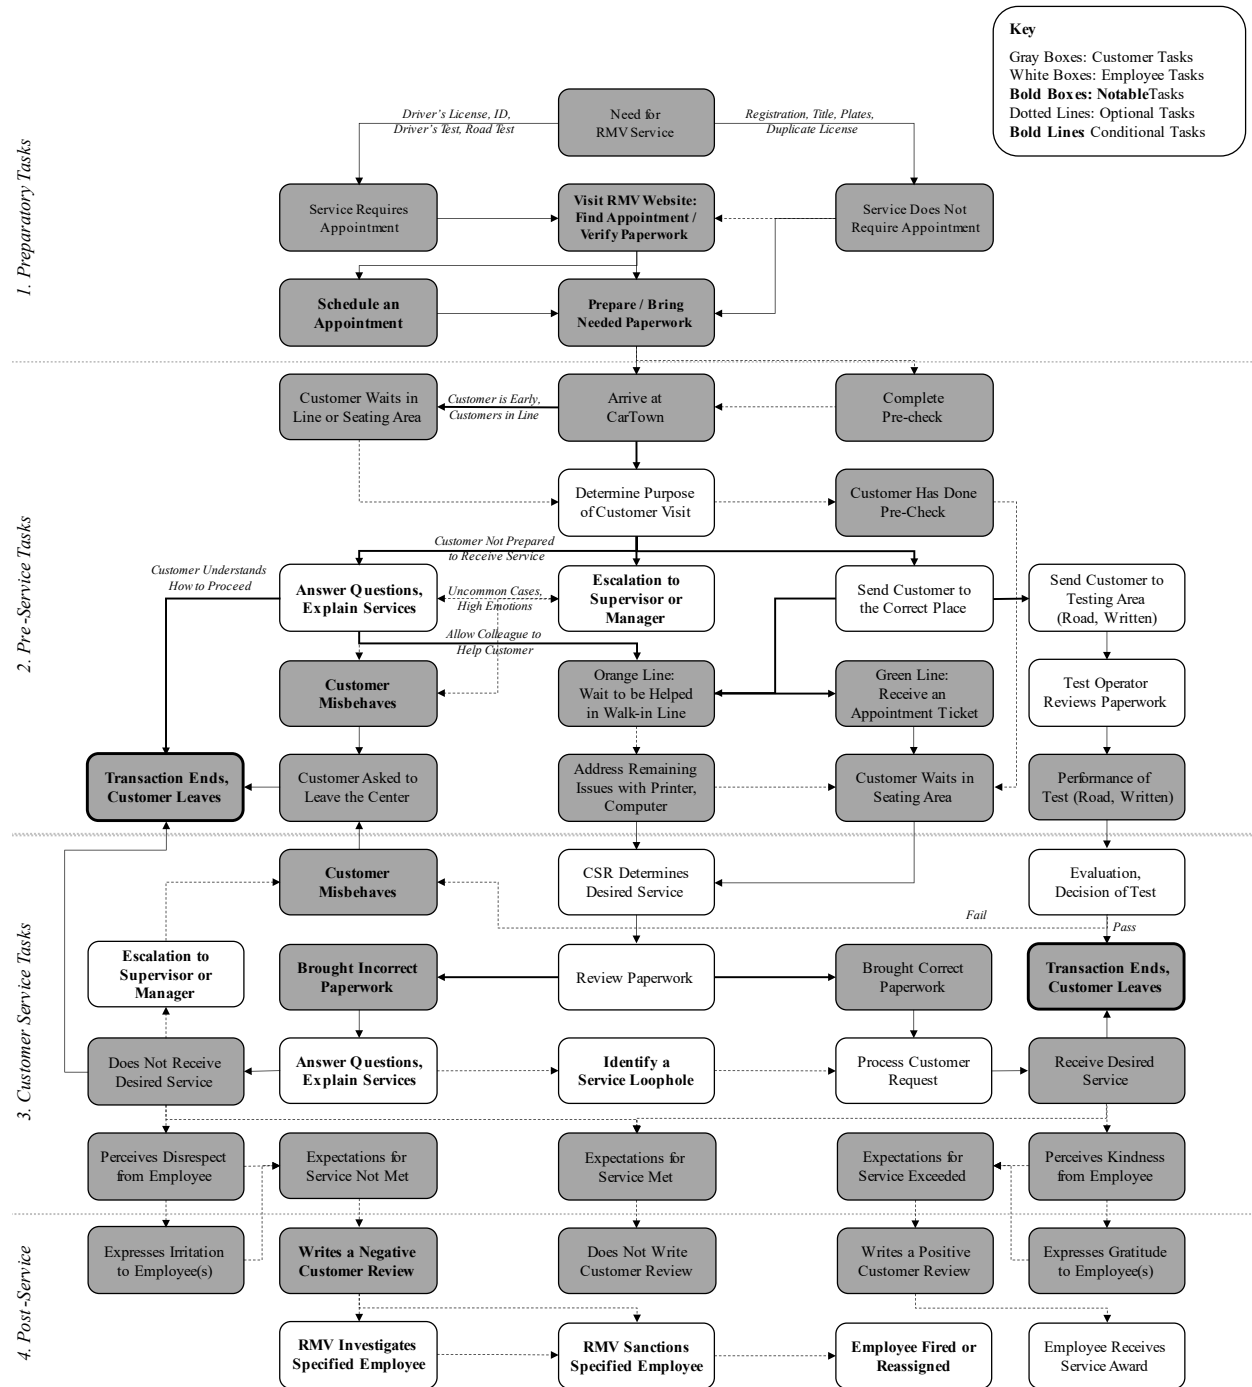 Key
Gray Boxes: Customer Tasks
White Boxes: Employee Tasks
Bold Boxes: NotableTasks
Dotted Lines: Optional Tasks
Bold Lines: Conditional Tasks
1. Preparatory Tasks
Driver's License, ID,
Driver's Test, Road Test
Need for
RMV Service
Registration, Title, Plates,
Duplicate License
Service Requires
Appointment
Visit RMV Website:
Find Appointment /
Verify Paperwork
Service Does Not
Require Appointment
Schedule an
Appointment
Prepare / Bring
Needed Paperwork
2. Pre-Service Tasks
Customer Waits in
Line or Seating Area
Customer is Early,
Customers in Line
Arrive at
CarTown
Complete
Pre-check
Determine Purpose
of Customer Visit
Customer Has Done
Pre-Check
Customer Not Prepared
to Receive Service
Customer Understands
How to Proceed
Answer Questions,
Explain Services
Uncommon Cases,
High Emotions
Escalation to
Supervisor or
Manager
Send Customer to
the Correct Place
Send Customer to
Testing Area
(Road, Written)
Allow Colleague to
Help Customer
Customer
Misbehaves
Orange Line:
Wait to be Helped
in Walk-in Line
Green Line:
Receive an
Appointment Ticket
Test Operator
Reviews Paperwork
Transaction Ends,
Customer Leaves
Customer Asked to
Leave the Center
Address Remaining
Issues with Printer,
Computer
Customer Waits in
Seating Area
Performance of
Test (Road, Written)
3. Customer Service Tasks
Customer
Misbehaves
CSR Determines
Desired Service
Evaluation,
Decision of Test
Fail
Pass
Escalation to
Supervisor or
Manager
Brought Incorrect
Paperwork
Review Paperwork
Brought Correct
Paperwork
Transaction Ends,
Customer Leaves
Does Not Receive
Desired Service
Answer Questions,
Explain Services
Identify a
Service Loophole
Process Customer
Request
Receive Desired
Service
Perceives Disrespect
from Employee
Expectations for
Service Not Met
Expectations for
Service Met
Expectations for
Service Exceeded
Perceives Kindness
from Employee
4. Post-Service
Expresses Irritation
to Employee(s)
Writes a Negative
Customer Review
Does Not Write
Customer Review
Writes a Positive
Customer Review
Expresses Gratitude
to Employee(s)
RMV Investigates
Specified Employee
RMV Sanctions
Specified Employee
Employee Fired or
Reassigned
Employee Receives
Service Award